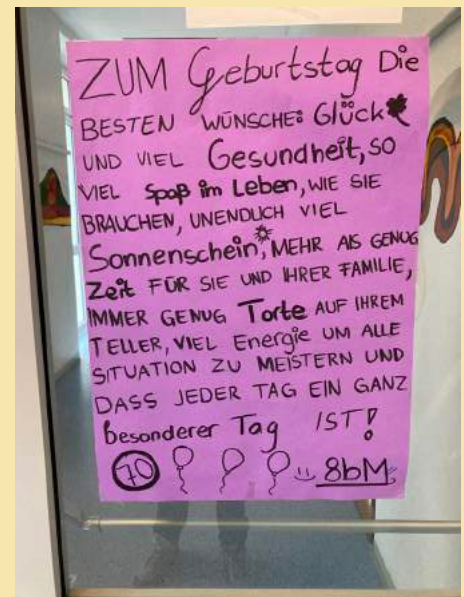 ZUM Geburtstag Die
BESTEN WÜNSCHE: Glück
UND VIEL Gesundheit, SO
VIEL Spaß im Leben, WIE SIE
BRAUCHEN, UNENDLICH VIEL
Sonnenschein, MEHR ALS GENUG
Zeit FÜR SIE UND IHRER FAMILIE,
IMMER GENUG Torte AUF IHREM
TELLER, VIEL Energie UM ALLE
SITUATION ZU MEISTERN UND
DASS JEDER TAG EIN GANZ
besonderer Tag IST!
70 8bM